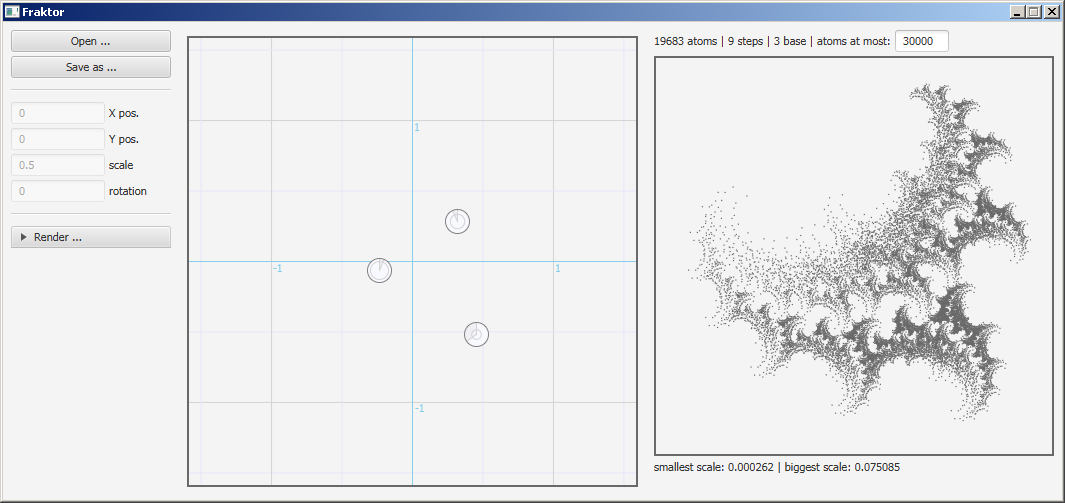 Fraktor
Open ...
Save as ...
0 X pos.
0 Y pos.
0.5 scale
0 rotation
Render ...
1
-1 1
-1
19683 atoms | 9 steps | 3 base | atoms at most: 30000
smallest scale: 0.000262 | biggest scale: 0.075085